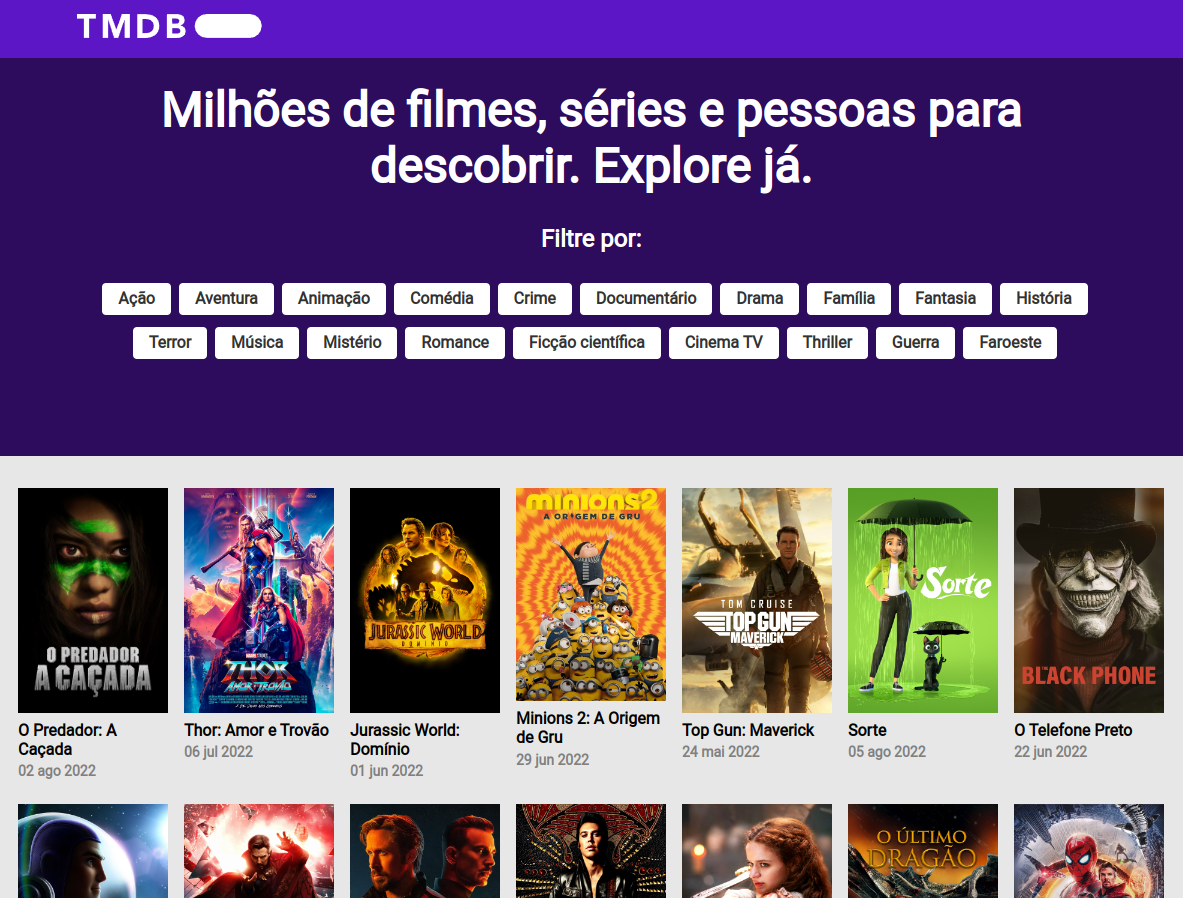 TMDB
Milhões de filmes, séries e pessoas para
descobrir. Explore já.
Filtre por:
Ação Aventura Animação Comédia Crime Documentário Drama Família Fantasia História
Terror Música Mistério Romance Ficção científica Cinema TV Thriller Guerra Faroeste
O PREDADOR
A CAÇADA
MARVEL STUDIOS
THOR
AMOR E TROVÃO
JURASSIC WORLD
DOMÍNIO
minions2
A ORIGEM DE GRU
TOM CRUISE
TOP GUN
MAVERICK
Sorte
BLACK PHONE
O Predador: A
Caçada
02 ago 2022
Thor: Amor e Trovão
06 jul 2022
Jurassic World:
Domínio
01 jun 2022
Minions 2: A Origem
de Gru
29 jun 2022
Top Gun: Maverick
24 mai 2022
Sorte
05 ago 2022
O Telefone Preto
22 jun 2022
O ÚLTIMO
DRAGÃO